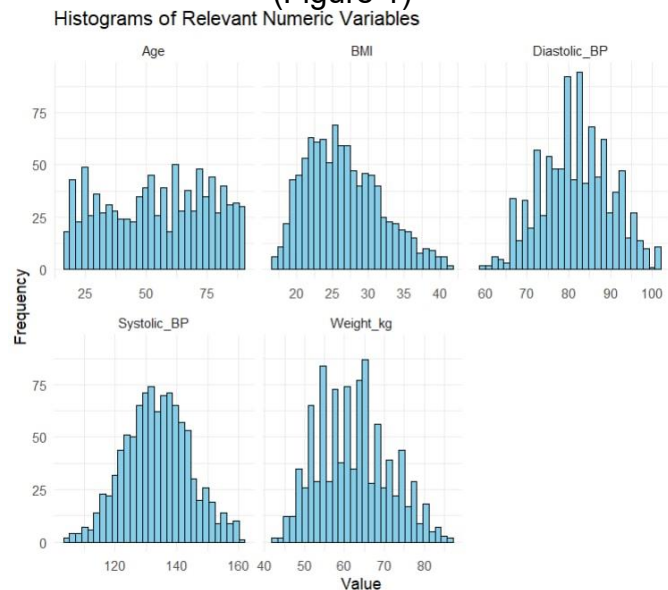 (Figure 1)
Histograms of Relevant Numeric Variables
Age BMI Diastolic_BP
75
50
25
0
25 50 75 20 25 30 35 40 60 70 80 90 100
Frequency
Systolic_BP Weight_kg
75
50
25
0
120 140 160 40 50 60 70 80
Value